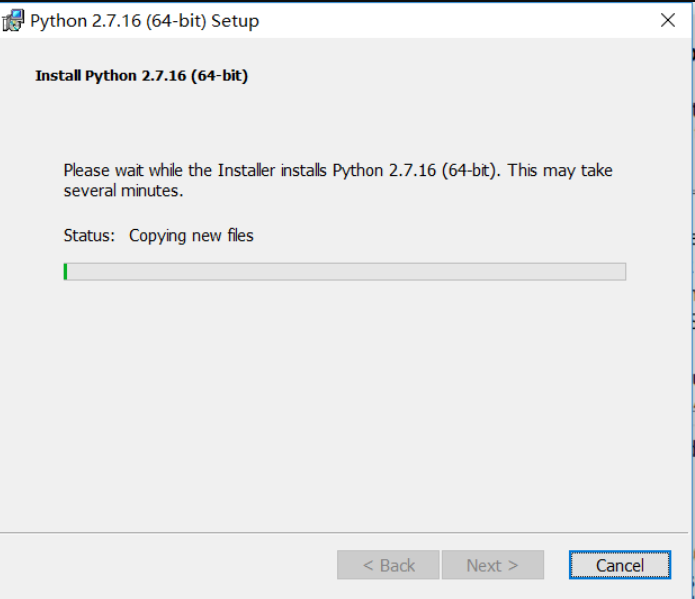 Python 2.7.16 (64-bit) Setup
Install Python 2.7.16 (64-bit)
Please wait while the Installer installs Python 2.7.16 (64-bit). This may take
several minutes.
Status: Copying new files
< Back Next > Cancel